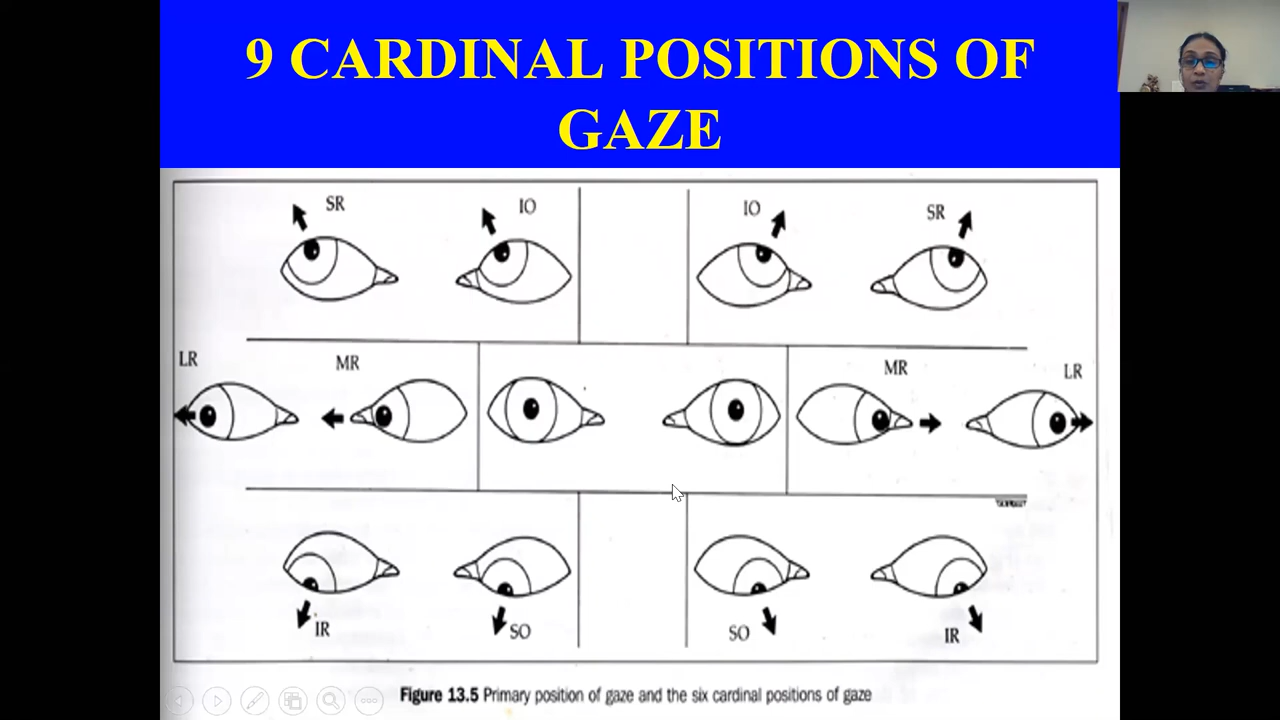 9 CARDINAL POSITIONS OF
GAZE
SR IO IO SR
LR MR MR LR
IR SO SO IR
Figure 13.5 Primary position of gaze and the six cardinal positions of gaze